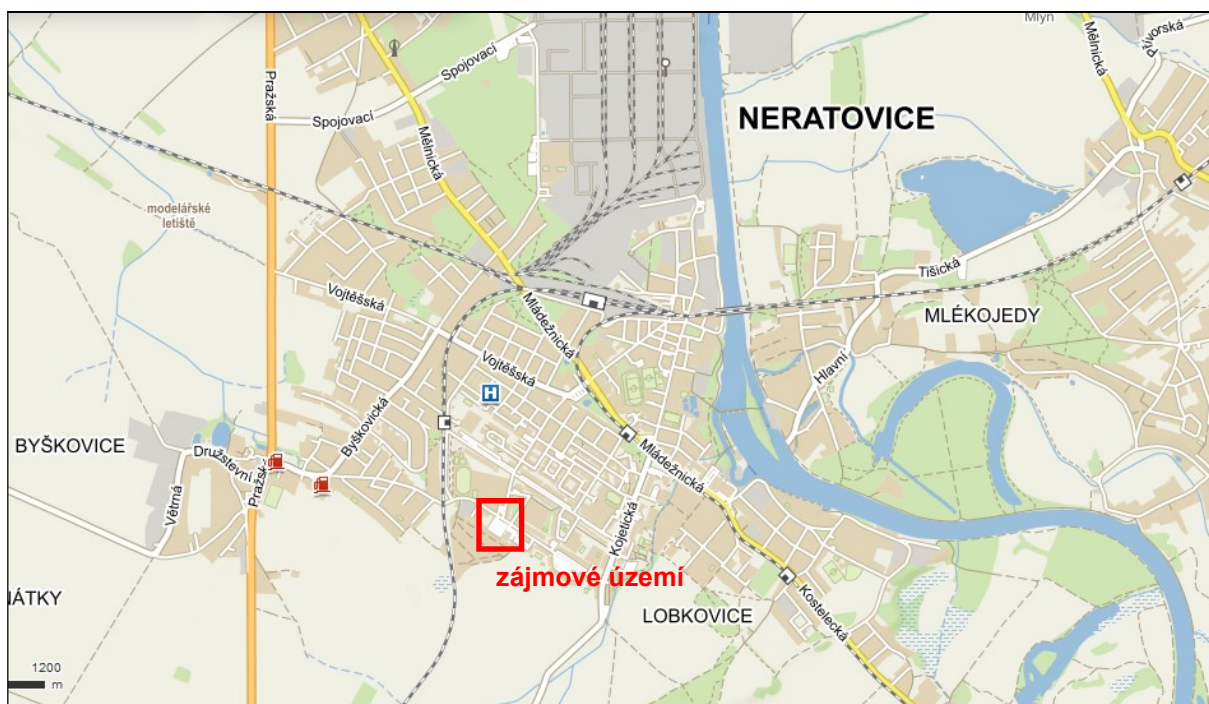 Mlýn
Mělnická
Pražská
Spojovací
Spojovací
Mělnická
NERATOVICE
modelářské
letiště
Tišická
Vojtěšská
Mládežnická
MLÉKOJEDY
Hlavní
Vojtěšská
H
Byškovická
BYŠKOVICE
Družstevní
Mládežnická
Pražská
Větrná
Kojetická
zájmové území
ÁTKY
LOBKOVICE
Kostelecká
1200
m